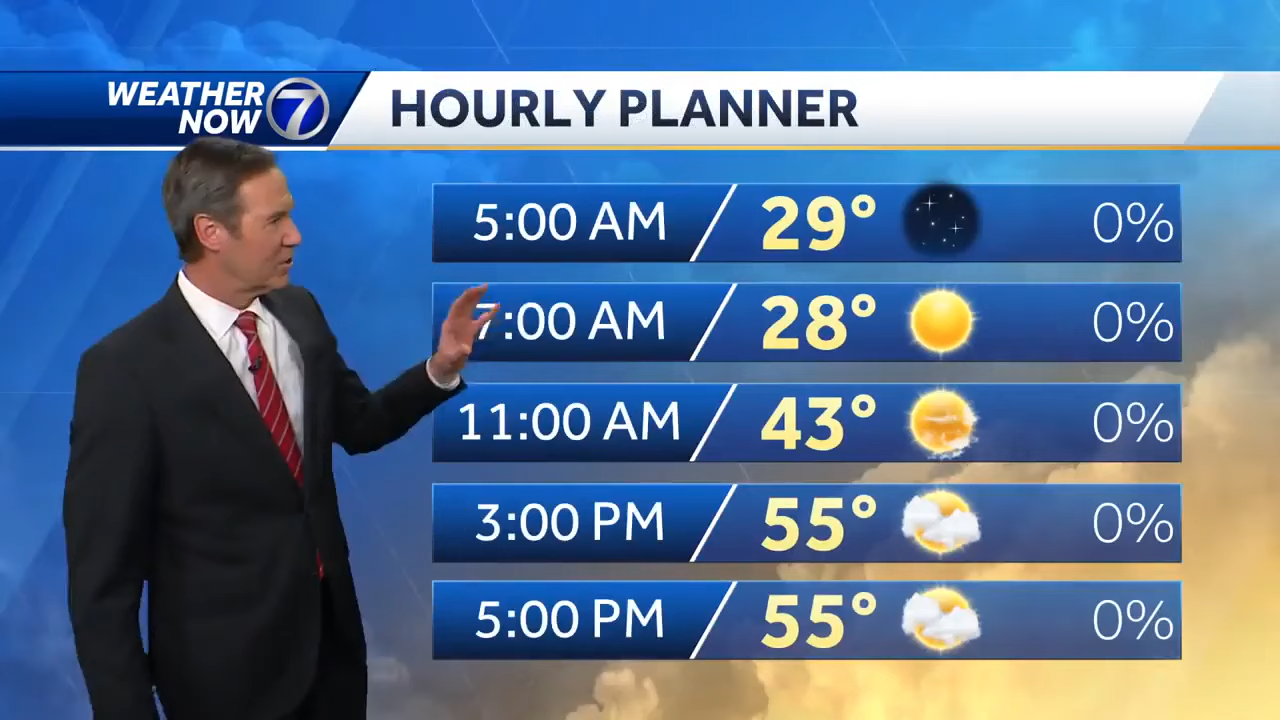 WEATHER
NOW 7
HOURLY PLANNER
5:00 AM 29° 0%
7:00 AM 28° 0%
11:00 AM 43° 0%
3:00 PM 55° 0%
5:00 PM 55° 0%